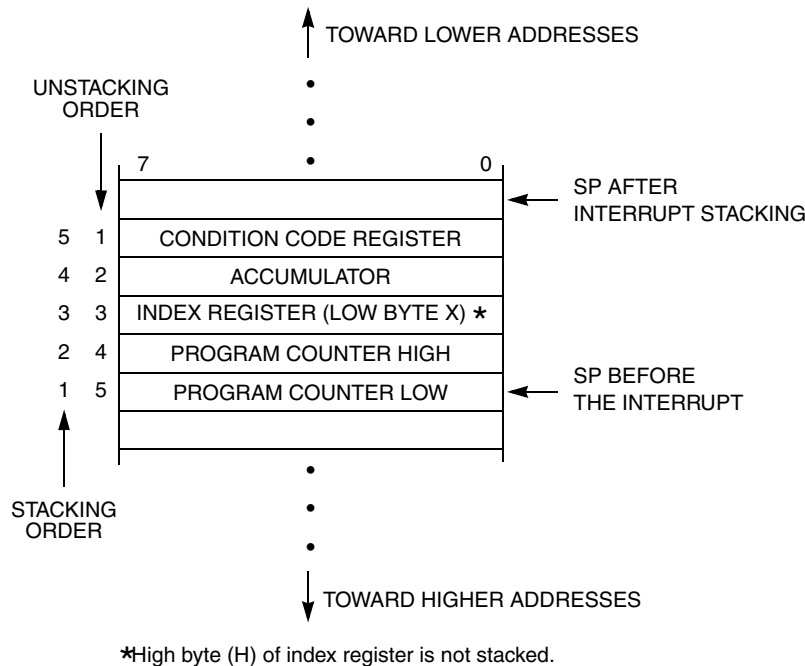 TOWARD LOWER ADDRESSES
UNSTACKING
ORDER
7 0
SP AFTER
INTERRUPT STACKING
5 1 CONDITION CODE REGISTER
4 2 ACCUMULATOR
3 3 INDEX REGISTER (LOW BYTE X) *
2 4 PROGRAM COUNTER HIGH
1 5 PROGRAM COUNTER LOW
SP BEFORE
THE INTERRUPT
STACKING
ORDER
TOWARD HIGHER ADDRESSES
*High byte (H) of index register is not stacked.